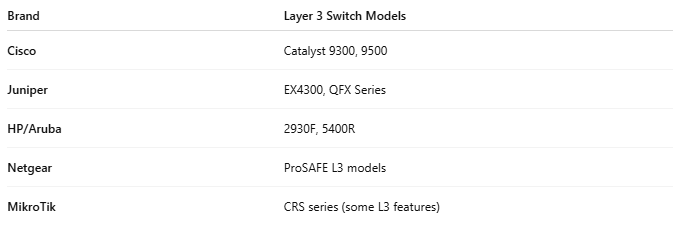 Brand Layer 3 Switch Models
Cisco Catalyst 9300, 9500
Juniper EX4300, QFX Series
HP/Aruba 2930F, 5400R
Netgear ProSAFE L3 models
MikroTik CRS series (some L3 features)